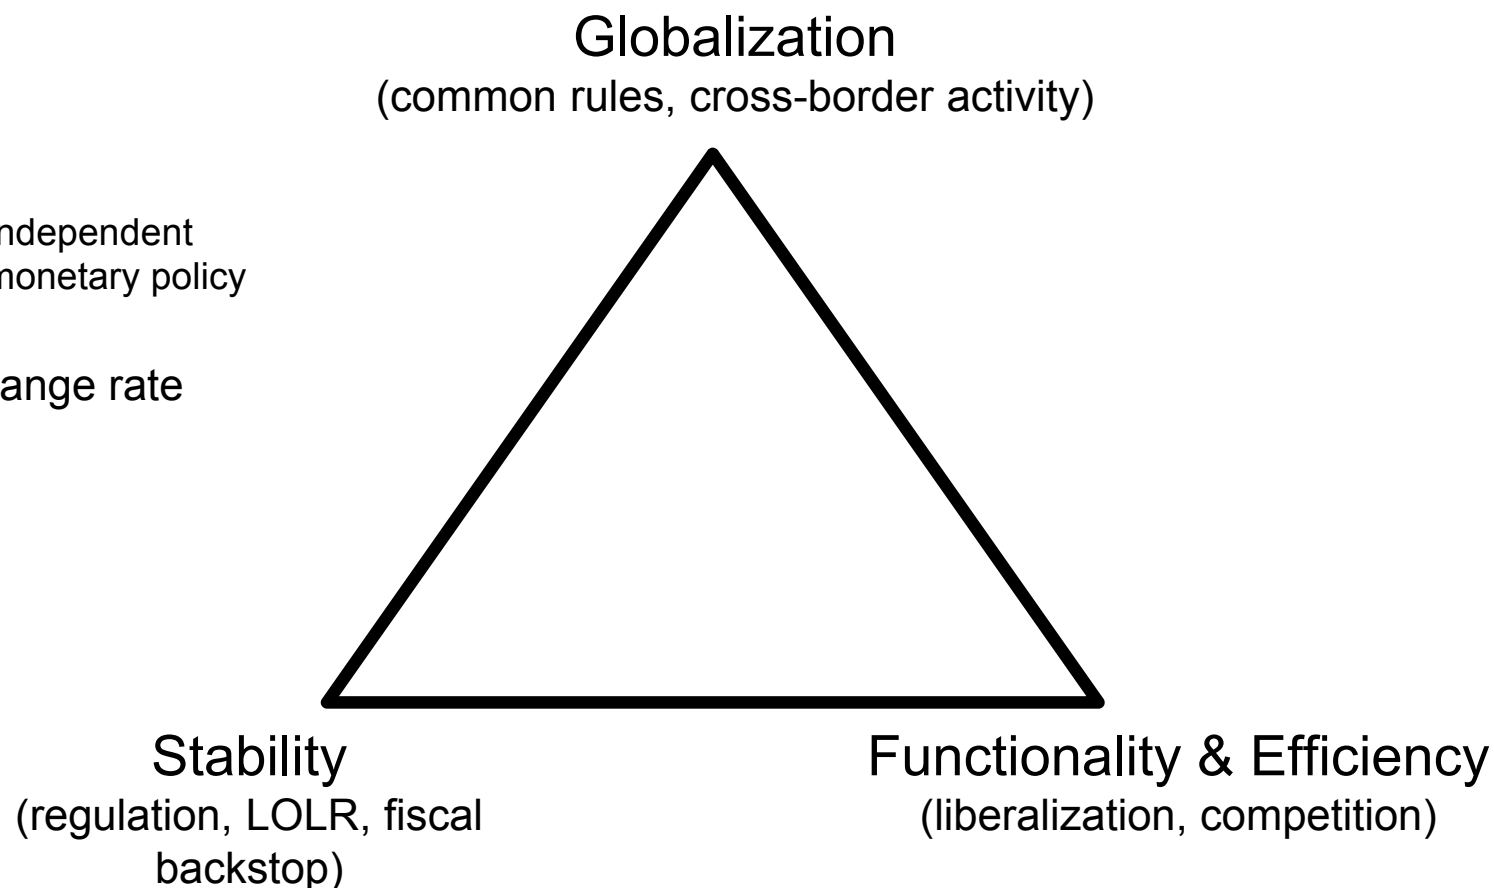 Globalization
(common rules, cross-border activity)
ndependent
monetary policy
ange rate
Stability
(regulation, LOLR, fiscal
backstop)
Functionality & Efficiency
(liberalization, competition)